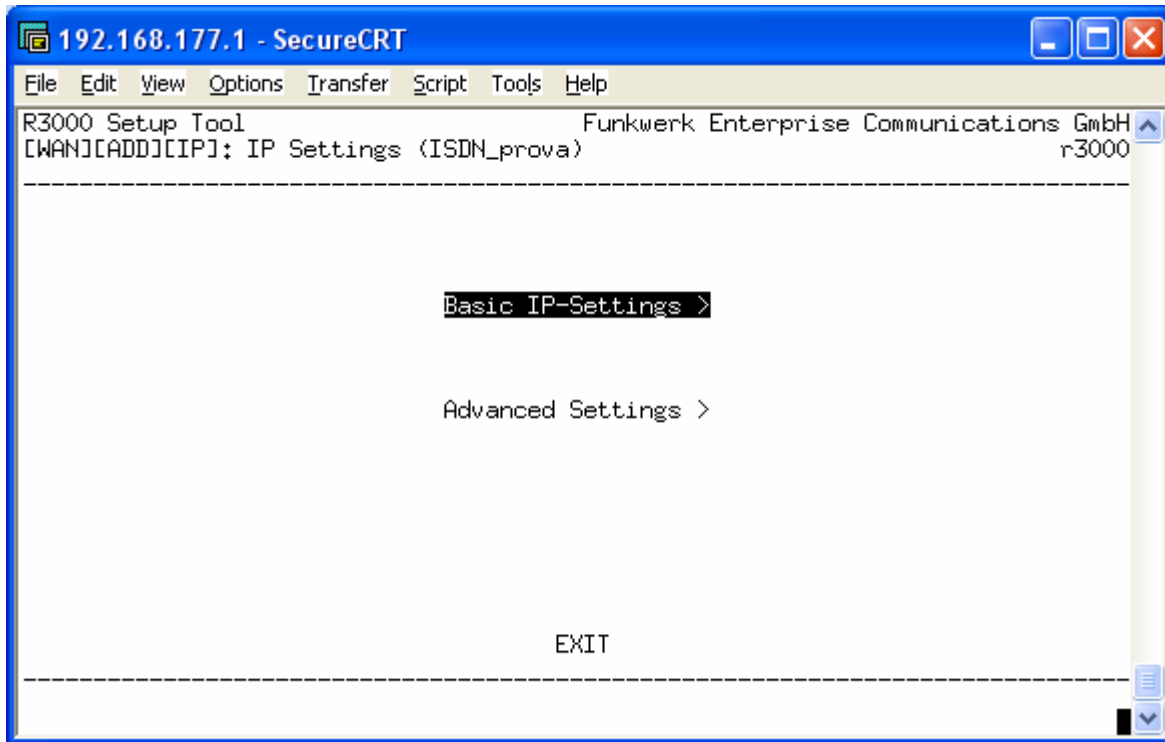 192.168.177.1 - SecureCRT
File Edit View Options Transfer Script Tools Help
R3000 Setup Tool Funkwerk Enterprise Communications GmbH
[WAN][ADD][IP]: IP Settings (ISDN_prova) r3000
Basic IP-Settings >
Advanced Settings >
EXIT